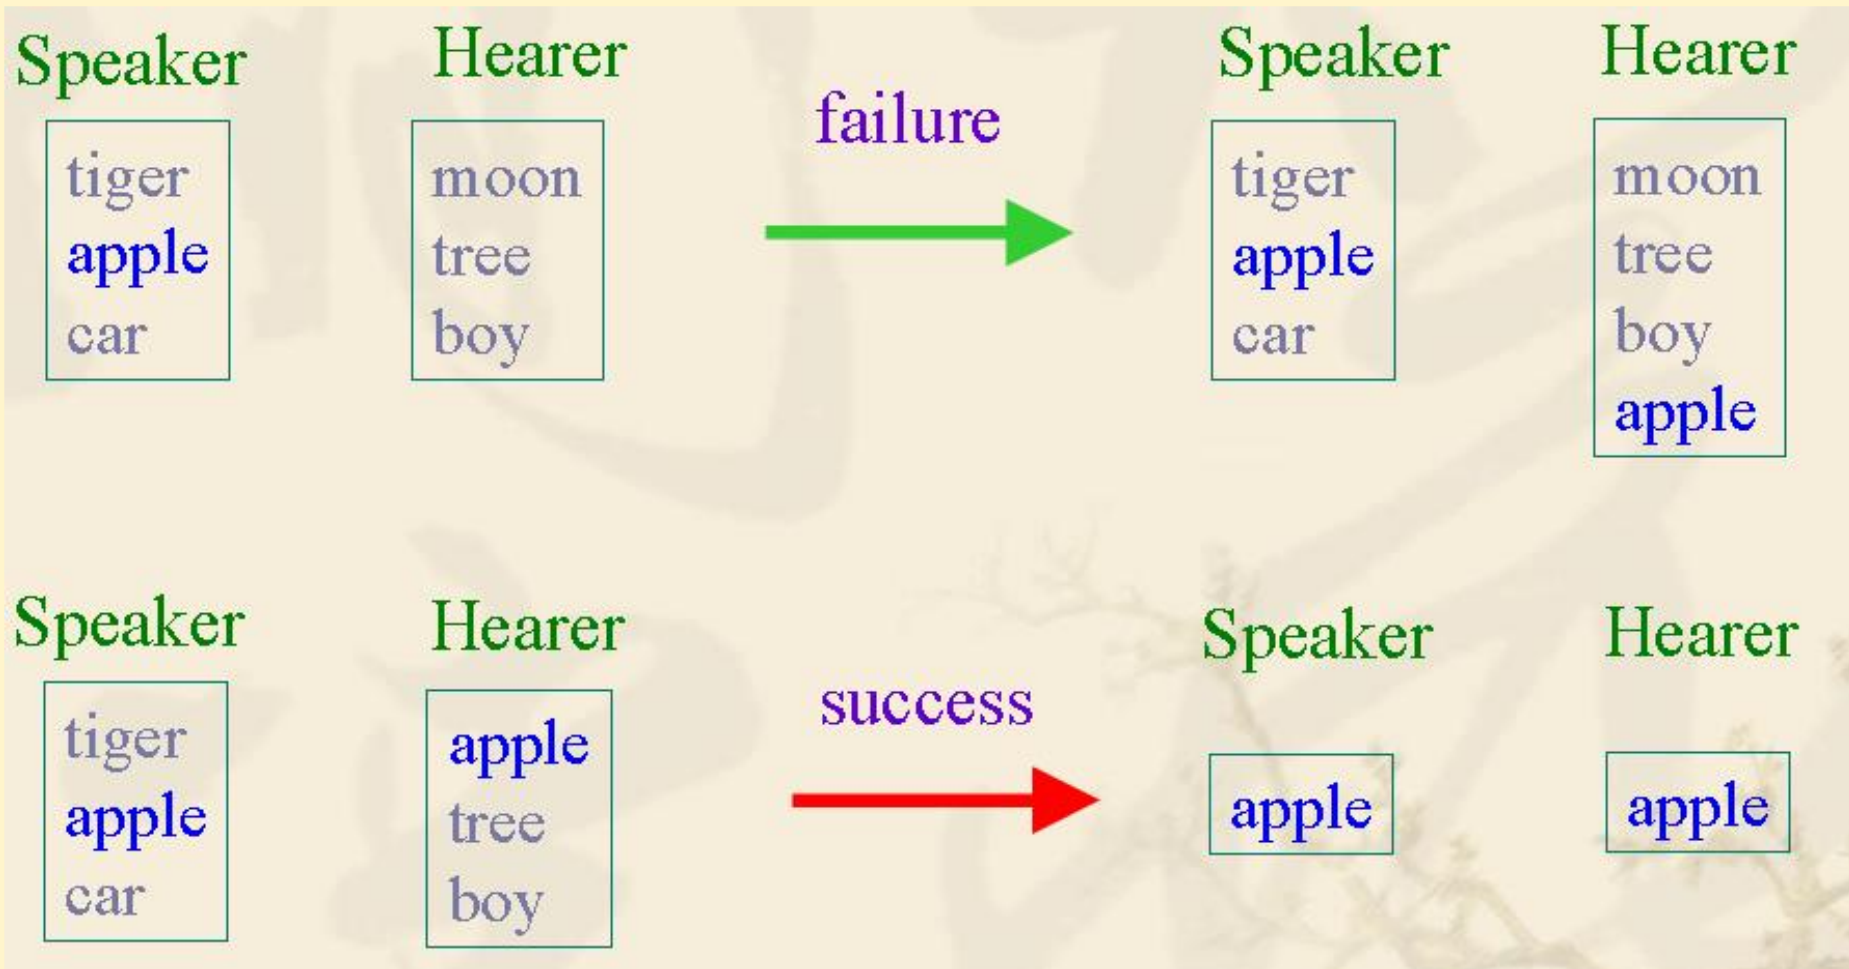 Speaker
Hearer
failure
Speaker
Hearer
tiger
apple
car
moon
tree
boy
tiger
apple
car
moon
tree
boy
apple
Speaker
Hearer
success
Speaker
Hearer
tiger
apple
car
apple
tree
boy
apple
apple